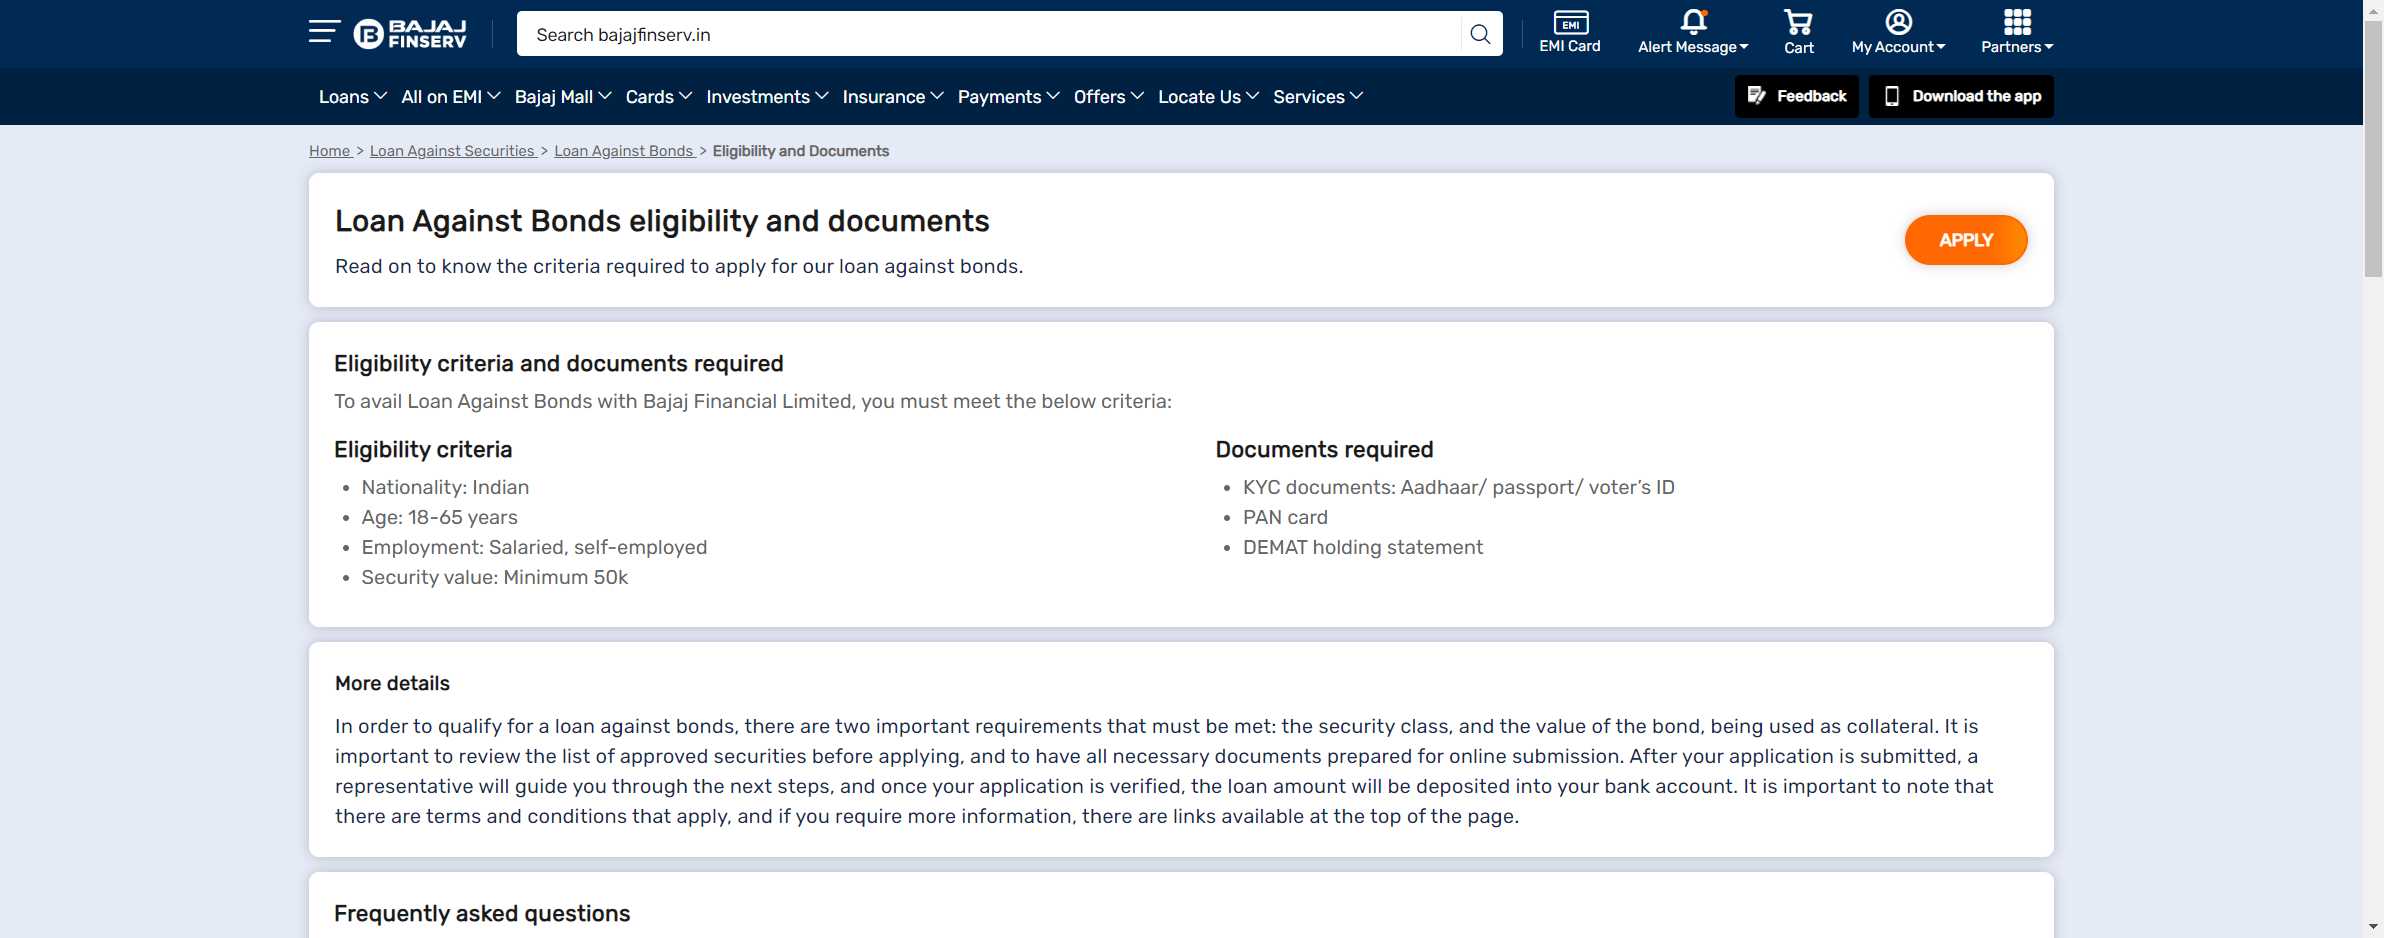 BAJAJ
FINSERV
Search bajajfinserv.in
EMI
EMI Card
Alert Message
Cart
My Account
Partners
Loans All on EMI Bajaj Mall Cards Investments Insurance Payments Offers Locate Us Services
Feedback
Download the app
Home > Loan Against Securities > Loan Against Bonds > Eligibility and Documents
Loan Against Bonds eligibility and documents
Read on to know the criteria required to apply for our loan against bonds.
APPLY
Eligibility criteria and documents required
To avail Loan Against Bonds with Bajaj Financial Limited, you must meet the below criteria:
Eligibility criteria
• Nationality: Indian
• Age: 18-65 years
• Employment: Salaried, self-employed
• Security value: Minimum 50k
Documents required
• KYC documents: Aadhaar/ passport/ voter’s ID
• PAN card
• DEMAT holding statement
More details
In order to qualify for a loan against bonds, there are two important requirements that must be met: the security class, and the value of the bond, being used as collateral. It is
important to review the list of approved securities before applying, and to have all necessary documents prepared for online submission. After your application is submitted, a
representative will guide you through the next steps, and once your application is verified, the loan amount will be deposited into your bank account. It is important to note that
there are terms and conditions that apply, and if you require more information, there are links available at the top of the page.
Frequently asked questions